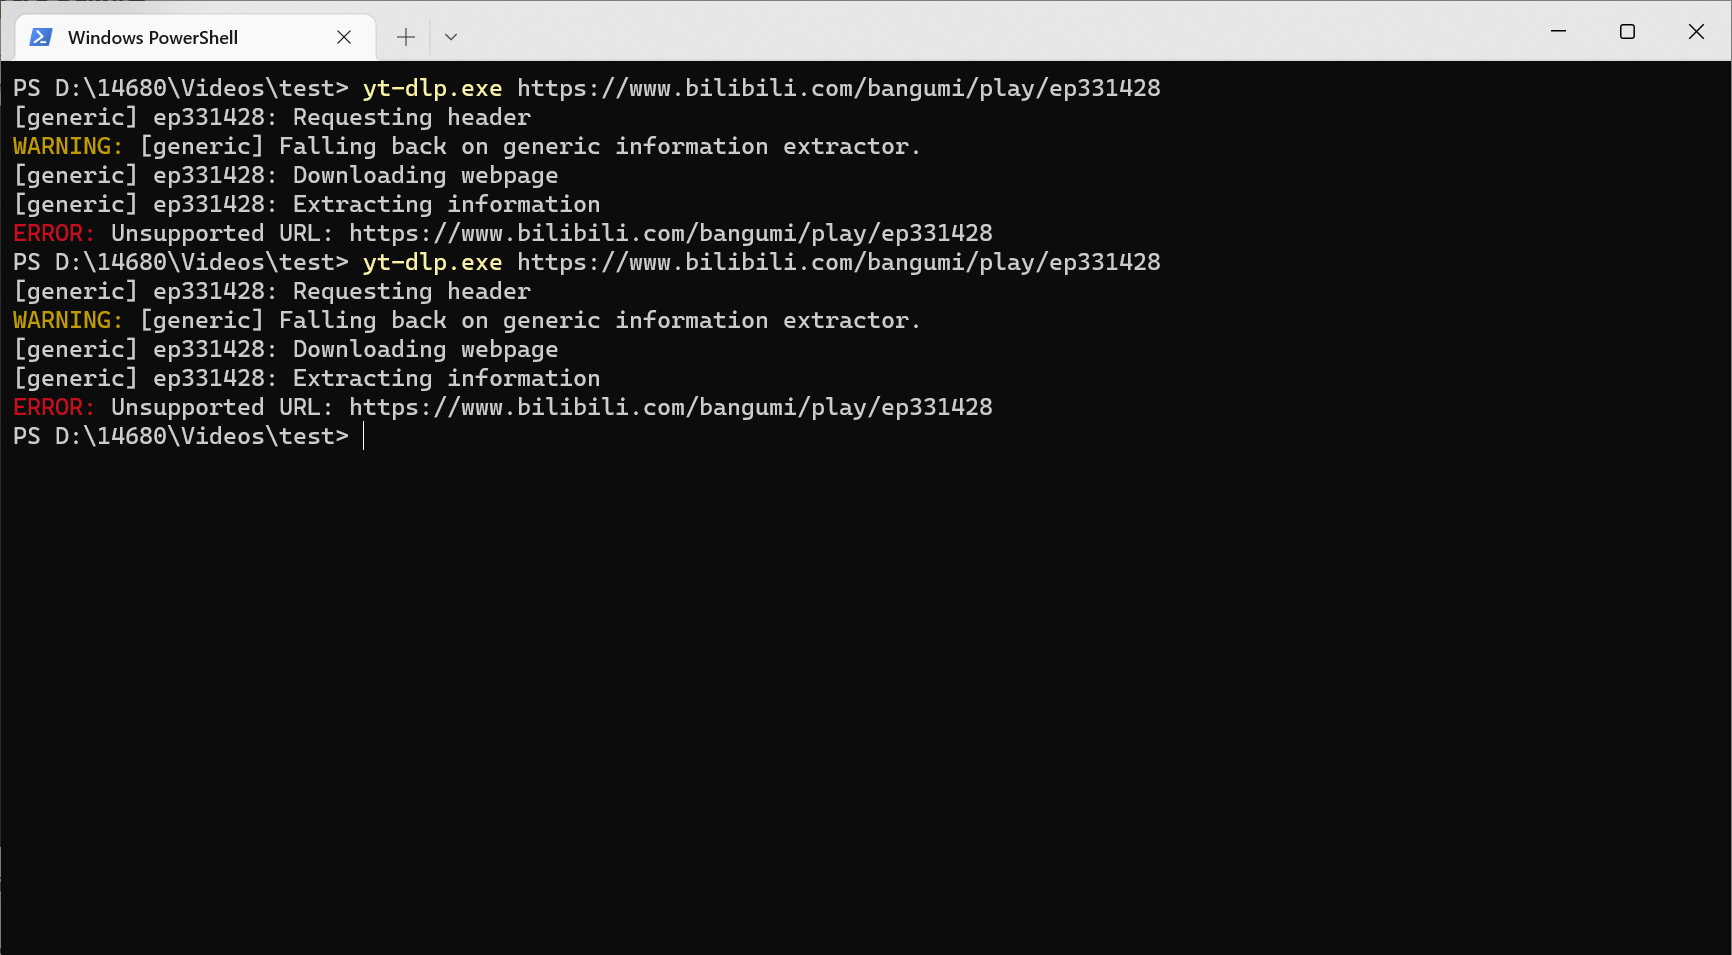 Windows PowerShell
PS D:\14680\Videos\test> yt-dlp.exe https://www.bilibili.com/bangumi/play/ep331428
[generic] ep331428: Requesting header
WARNING: [generic] Falling back on generic information extractor.
[generic] ep331428: Downloading webpage
[generic] ep331428: Extracting information
ERROR: Unsupported URL: https://www.bilibili.com/bangumi/play/ep331428
PS D:\14680\Videos\test> yt-dlp.exe https://www.bilibili.com/bangumi/play/ep331428
[generic] ep331428: Requesting header
WARNING: [generic] Falling back on generic information extractor.
[generic] ep331428: Downloading webpage
[generic] ep331428: Extracting information
ERROR: Unsupported URL: https://www.bilibili.com/bangumi/play/ep331428
PS D:\14680\Videos\test>